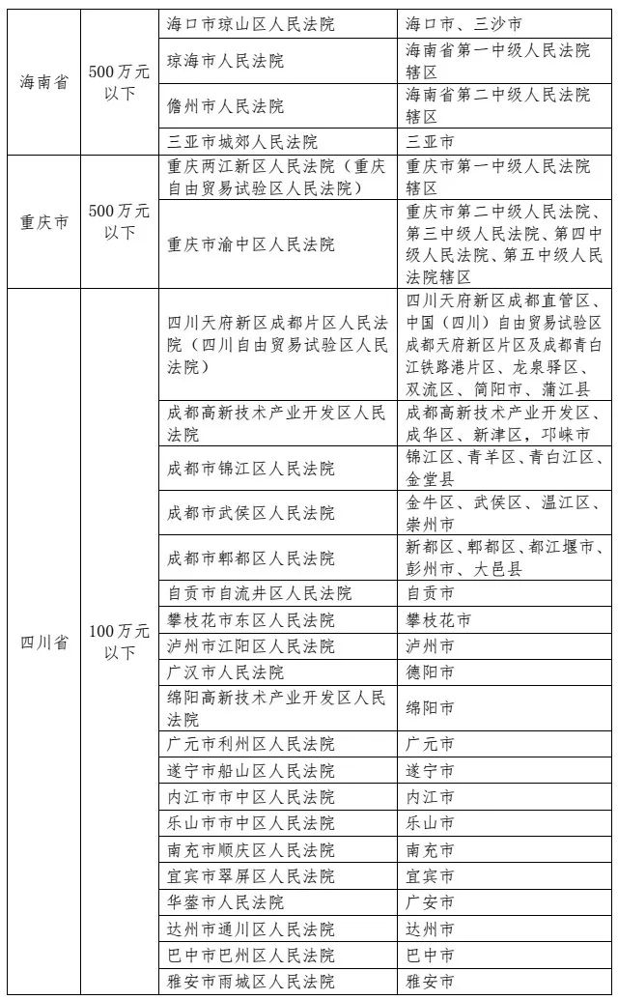 海南省
500万元
以下
海口市琼山区人民法院
海口市、三沙市
琼海市人民法院
海南省第一中级人民法院
辖区
儋州市人民法院
海南省第二中级人民法院
辖区
三亚市城郊人民法院
三亚市
重庆市
500万元
以下
重庆两江新区人民法院（重庆
自由贸易试验区人民法院）
重庆市第一中级人民法院
辖区
重庆市渝中区人民法院
重庆市第二中级人民法院、
第三中级人民法院、第四中
级人民法院、第五中级人民
法院辖区
四川省
100万元
以下
四川天府新区成都片区人民法
院（四川自由贸易试验区人民
法院）
四川天府新区成都直管区、
中国（四川）自由贸易试验区
成都天府新区片区及成都青白
江铁路港片区、龙泉驿区、
双流区、简阳市、蒲江县
成都高新技术产业开发区人民
法院
成都高新技术产业开发区、
成华区、新津区，邛崃市
成都市锦江区人民法院
锦江区、青羊区、青白江区、
金堂县
成都市武侯区人民法院
金牛区、武侯区、温江区、
崇州市
成都市郫都区人民法院
新都区、郫都区、都江堰市、
彭州市、大邑县
自贡市自流井区人民法院
自贡市
攀枝花市东区人民法院
攀枝花市
泸州市江阳区人民法院
泸州市
广汉市人民法院
德阳市
绵阳高新技术产业开发区人民
法院
绵阳市
广元市利州区人民法院
广元市
遂宁市船山区人民法院
遂宁市
内江市市中区人民法院
内江市
乐山市市中区人民法院
乐山市
南充市顺庆区人民法院
南充市
宜宾市翠屏区人民法院
宜宾市
华蓥市人民法院
广安市
达州市通川区人民法院
达州市
巴中市巴州区人民法院
巴中市
雅安市雨城区人民法院
雅安市